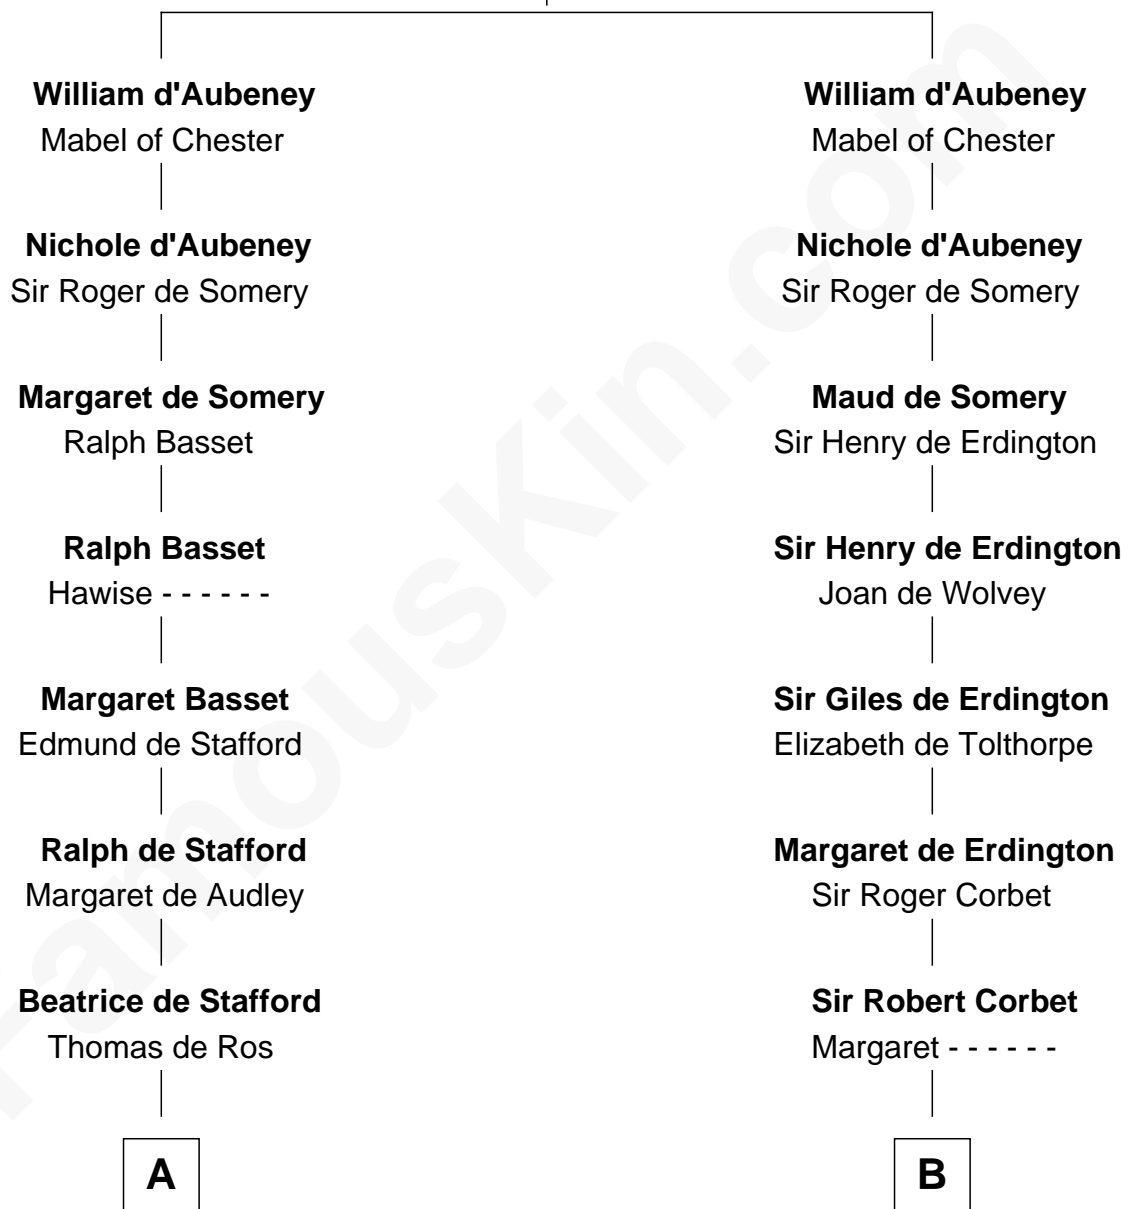 William d'Aubeney
Mabel of Chester
Nichole d'Aubeney
Sir Roger de Somery
Margaret de Somery
Ralph Basset
Ralph Basset
Hawise - - - - - -
Margaret Basset
Edmund de Stafford
Ralph de Stafford
Margaret de Audley
Beatrice de Stafford
Thomas de Ros
A
William d'Aubeney
Mabel of Chester
Nichole d'Aubeney
Sir Roger de Somery
Maud de Somery
Sir Henry de Erdington
Sir Henry de Erdington
Joan de Wolvey
Sir Giles de Erdington
Elizabeth de Tolthorpe
Margaret de Erdington
Sir Roger Corbet
Sir Robert Corbet
Margaret - - - - - -
B
FamousKin.com